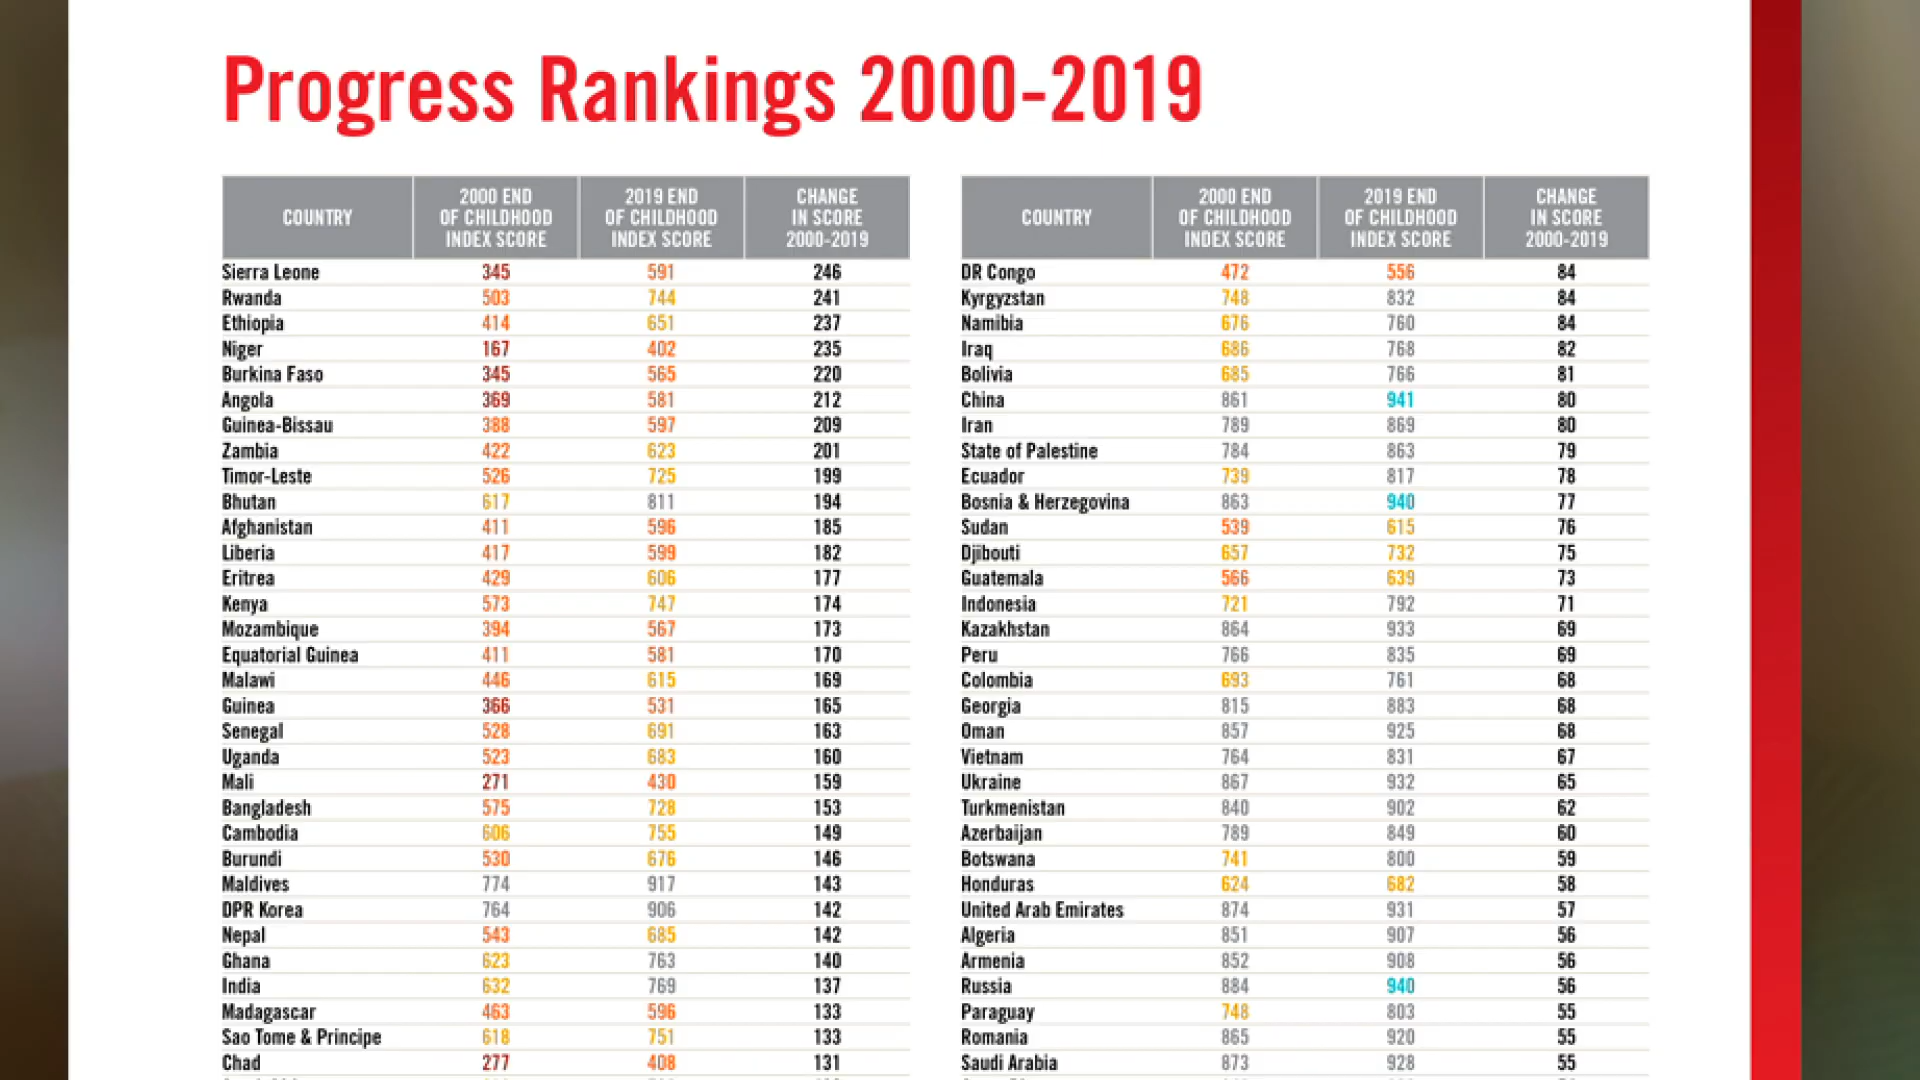 Progress Rankings 2000-2019
COUNTRY
2000 END
OF CHILDHOOD
INDEX SCORE
2019 END
OF CHILDHOOD
INDEX SCORE
CHANGE
IN SCORE
2000-2019
Sierra Leone 345 591 246
Rwanda 503 744 241
Ethiopia 414 651 237
Niger 167 402 235
Burkina Faso 345 565 220
Angola 369 581 212
Guinea-Bissau 388 597 209
Zambia 422 623 201
Timor-Leste 526 725 199
Bhutan 617 811 194
Afghanistan 411 596 185
Liberia 417 599 182
Eritrea 429 606 177
Kenya 573 747 174
Mozambique 394 567 173
Equatorial Guinea 411 581 170
Malawi 446 615 169
Guinea 366 531 165
Senegal 528 691 163
Uganda 523 683 160
Mali 271 430 159
Bangladesh 575 728 153
Cambodia 606 755 149
Burundi 530 676 146
Maldives 774 917 143
DPR Korea 764 906 142
Nepal 543 685 142
Ghana 623 763 140
India 632 769 137
Madagascar 463 596 133
Sao Tome & Principe 618 751 133
Chad 277 408 131
COUNTRY
2000 END
OF CHILDHOOD
INDEX SCORE
2019 END
OF CHILDHOOD
INDEX SCORE
CHANGE
IN SCORE
2000-2019
DR Congo 472 556 84
Kyrgyzstan 748 832 84
Namibia 676 760 84
Iraq 686 768 82
Bolivia 685 766 81
China 861 941 80
Iran 789 869 80
State of Palestine 784 863 79
Ecuador 739 817 78
Bosnia & Herzegovina 863 940 77
Sudan 539 615 76
Djibouti 657 732 75
Guatemala 566 639 73
Indonesia 721 792 71
Kazakhstan 864 933 69
Peru 766 835 69
Colombia 693 761 68
Georgia 815 883 68
Oman 857 925 68
Vietnam 764 831 67
Ukraine 867 932 65
Turkmenistan 840 902 62
Azerbaijan 789 849 60
Botswana 741 800 59
Honduras 624 682 58
United Arab Emirates 874 931 57
Algeria 851 907 56
Armenia 852 908 56
Russia 884 940 56
Paraguay 748 803 55
Romania 865 920 55
Saudi Arabia 873 928 55